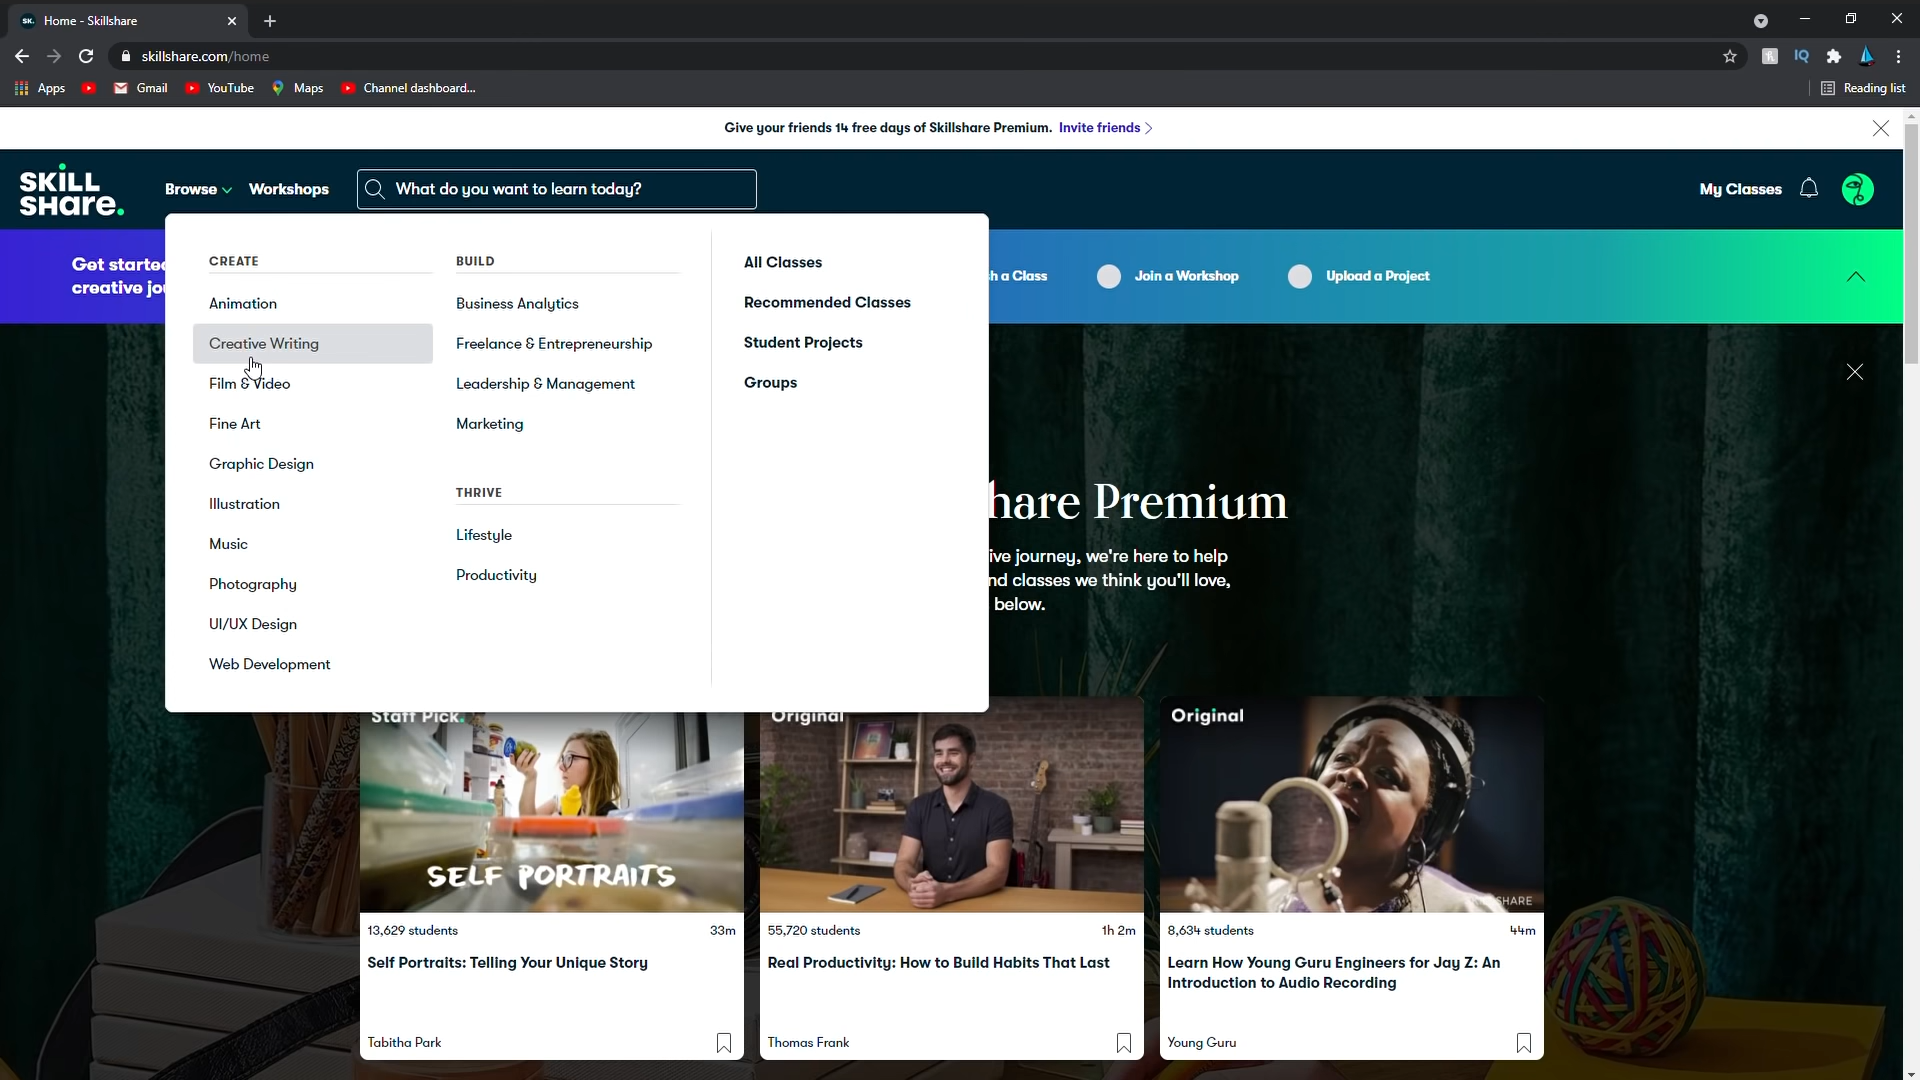 Home - Skillshare
skillshare.com/home
Apps
Gmail
YouTube
Maps
Channel dashboard...
Reading list
Give your friends 14 free days of Skillshare Premium. Invite friends
SKILL
SHARE.
Browse
Workshops
What do you want to learn today?
My Classes
Get started
creative jou
h a Class
Join a Workshop
Upload a Project
CREATE
Animation
Creative Writing
Film & Video
Fine Art
Graphic Design
Illustration
Music
Photography
UI/UX Design
Web Development
BUILD
Business Analytics
Freelance & Entrepreneurship
Leadership & Management
Marketing
THRIVE
Lifestyle
Productivity
All Classes
Recommended Classes
Student Projects
Groups
hare Premium
ive journey, we're here to help
nd classes we think you'll love,
below.
Staff Pick.
SELF PORTRAITS
13,629 students
33m
Self Portraits: Telling Your Unique Story
Tabitha Park
Original
55,720 students
1h 2m
Real Productivity: How to Build Habits That Last
Thomas Frank
Original
SHARE
8,634 students
44m
Learn How Young Guru Engineers for Jay Z: An
Introduction to Audio Recording
Young Guru